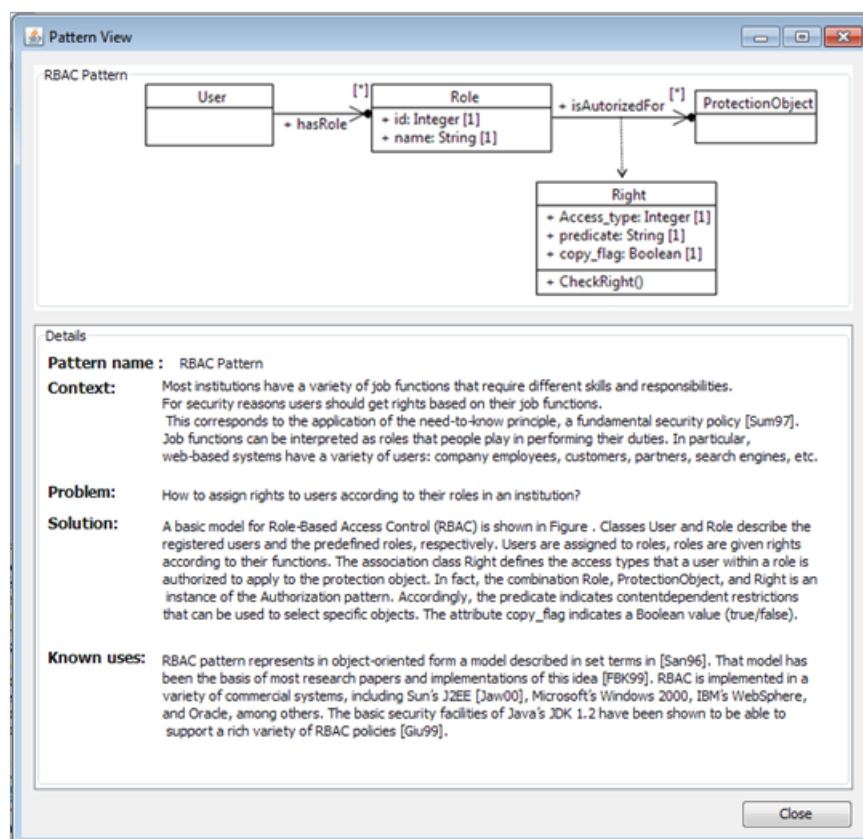 Pattern View
RBAC Pattern
User
[*]
Role
[*]
ProtectionObject
+ hasRole
+ id: Integer [1]
+ name: String [1]
+ isAutorizedFor
Right
+ Access_type: Integer [1]
+ predicate: String [1]
+ copy_flag: Boolean [1]
+ CheckRight()
Details
Pattern name : RBAC Pattern
Context: Most institutions have a variety of job functions that require different skills and responsibilities.
For security reasons users should get rights based on their job functions.
This corresponds to the application of the need-to-know principle, a fundamental security policy [Sum97].
Job functions can be interpreted as roles that people play in performing their duties. In particular,
web-based systems have a variety of users: company employees, customers, partners, search engines, etc.
Problem: How to assign rights to users according to their roles in an institution?
Solution: A basic model for Role-Based Access Control (RBAC) is shown in Figure . Classes User and Role describe the
registered users and the predefined roles, respectively. Users are assigned to roles, roles are given rights
according to their functions. The association class Right defines the access types that a user within a role is
authorized to apply to the protection object. In fact, the combination Role, ProtectionObject, and Right is an
instance of the Authorization pattern. Accordingly, the predicate indicates contentdependent restrictions
that can be used to select specific objects. The attribute copy_flag indicates a Boolean value (true/false).
Known uses: RBAC pattern represents in object-oriented form a model described in set terms in [San96]. That model has
been the basis of most research papers and implementations of this idea [FBK99]. RBAC is implemented in a
variety of commercial systems, including Sun's J2EE [Jaw00], Microsoft's Windows 2000, IBM's WebSphere,
and Oracle, among others. The basic security facilities of Java's JDK 1.2 have been shown to be able to
support a rich variety of RBAC policies [Giu99].
Close